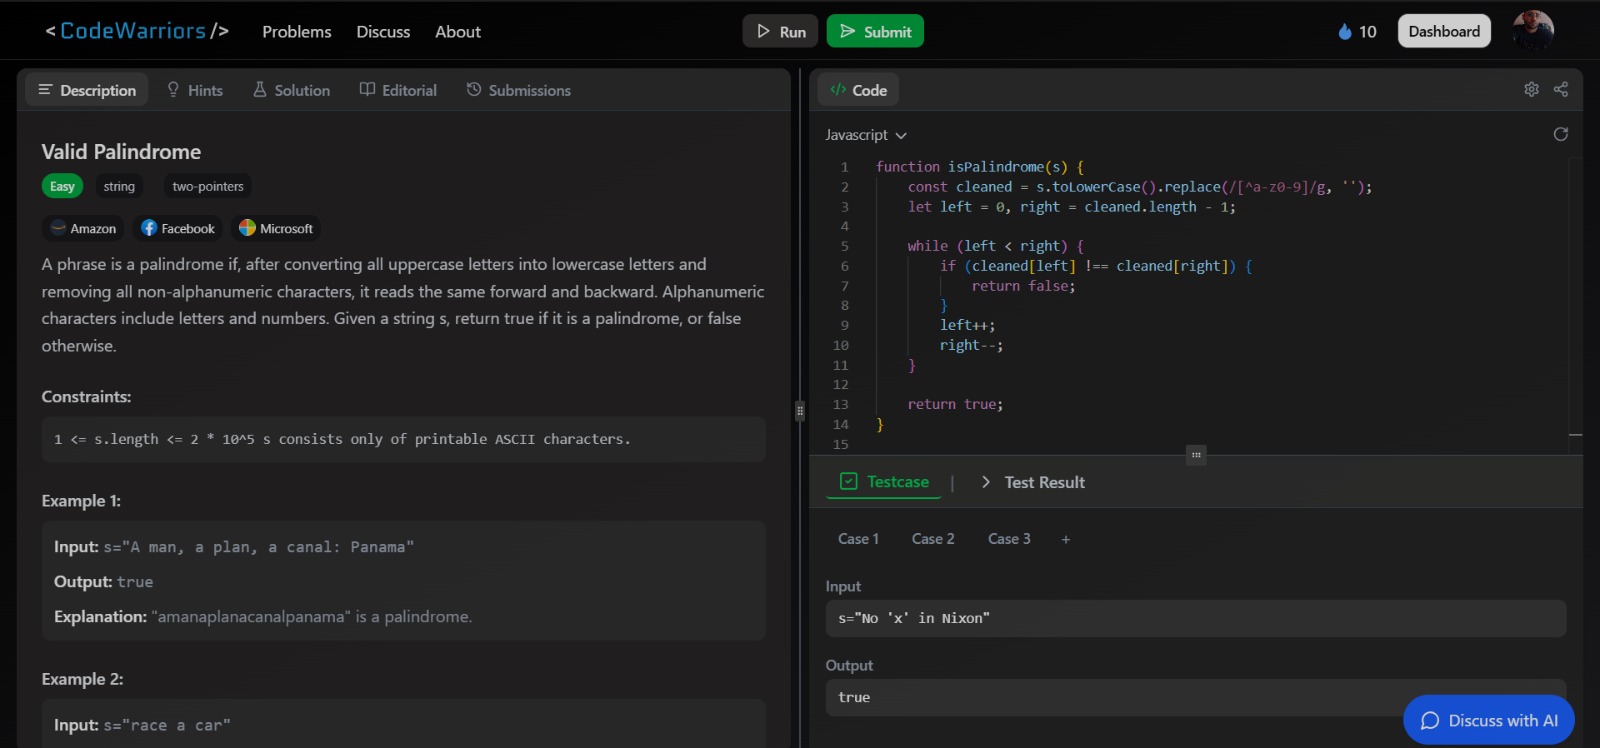 <CodeWarriors/> Problems Discuss About Run Submit 10 Dashboard
Description Hints Solution Editorial Submissions
Valid Palindrome
Easy string two-pointers
Amazon Facebook Microsoft
A phrase is a palindrome if, after converting all uppercase letters into lowercase letters and
removing all non-alphanumeric characters, it reads the same forward and backward. Alphanumeric
characters include letters and numbers. Given a string s, return true if it is a palindrome, or false
otherwise.
Constraints:
1 <= s.length <= 2 * 10^5 s consists only of printable ASCII characters.
Example 1:
Input: s="A man, a plan, a canal: Panama"
Output: true
Explanation: "amanaplanacanalpanama" is a palindrome.
Example 2:
Input: s="race a car"
</> Code
Javascript
1 function isPalindrome(s) {
2 const cleaned = s.toLowerCase().replace(/[^a-z0-9]/g, '');
3 let left = 0, right = cleaned.length - 1;
4
5 while (left < right) {
6 if (cleaned[left] !== cleaned[right]) {
7 return false;
8 }
9 left++;
10 right--;
11 }
12
13 return true;
14 }
15
Testcase | > Test Result
Case 1 Case 2 Case 3 +
Input
s="No 'x' in Nixon"
Output
true
Discuss with AI